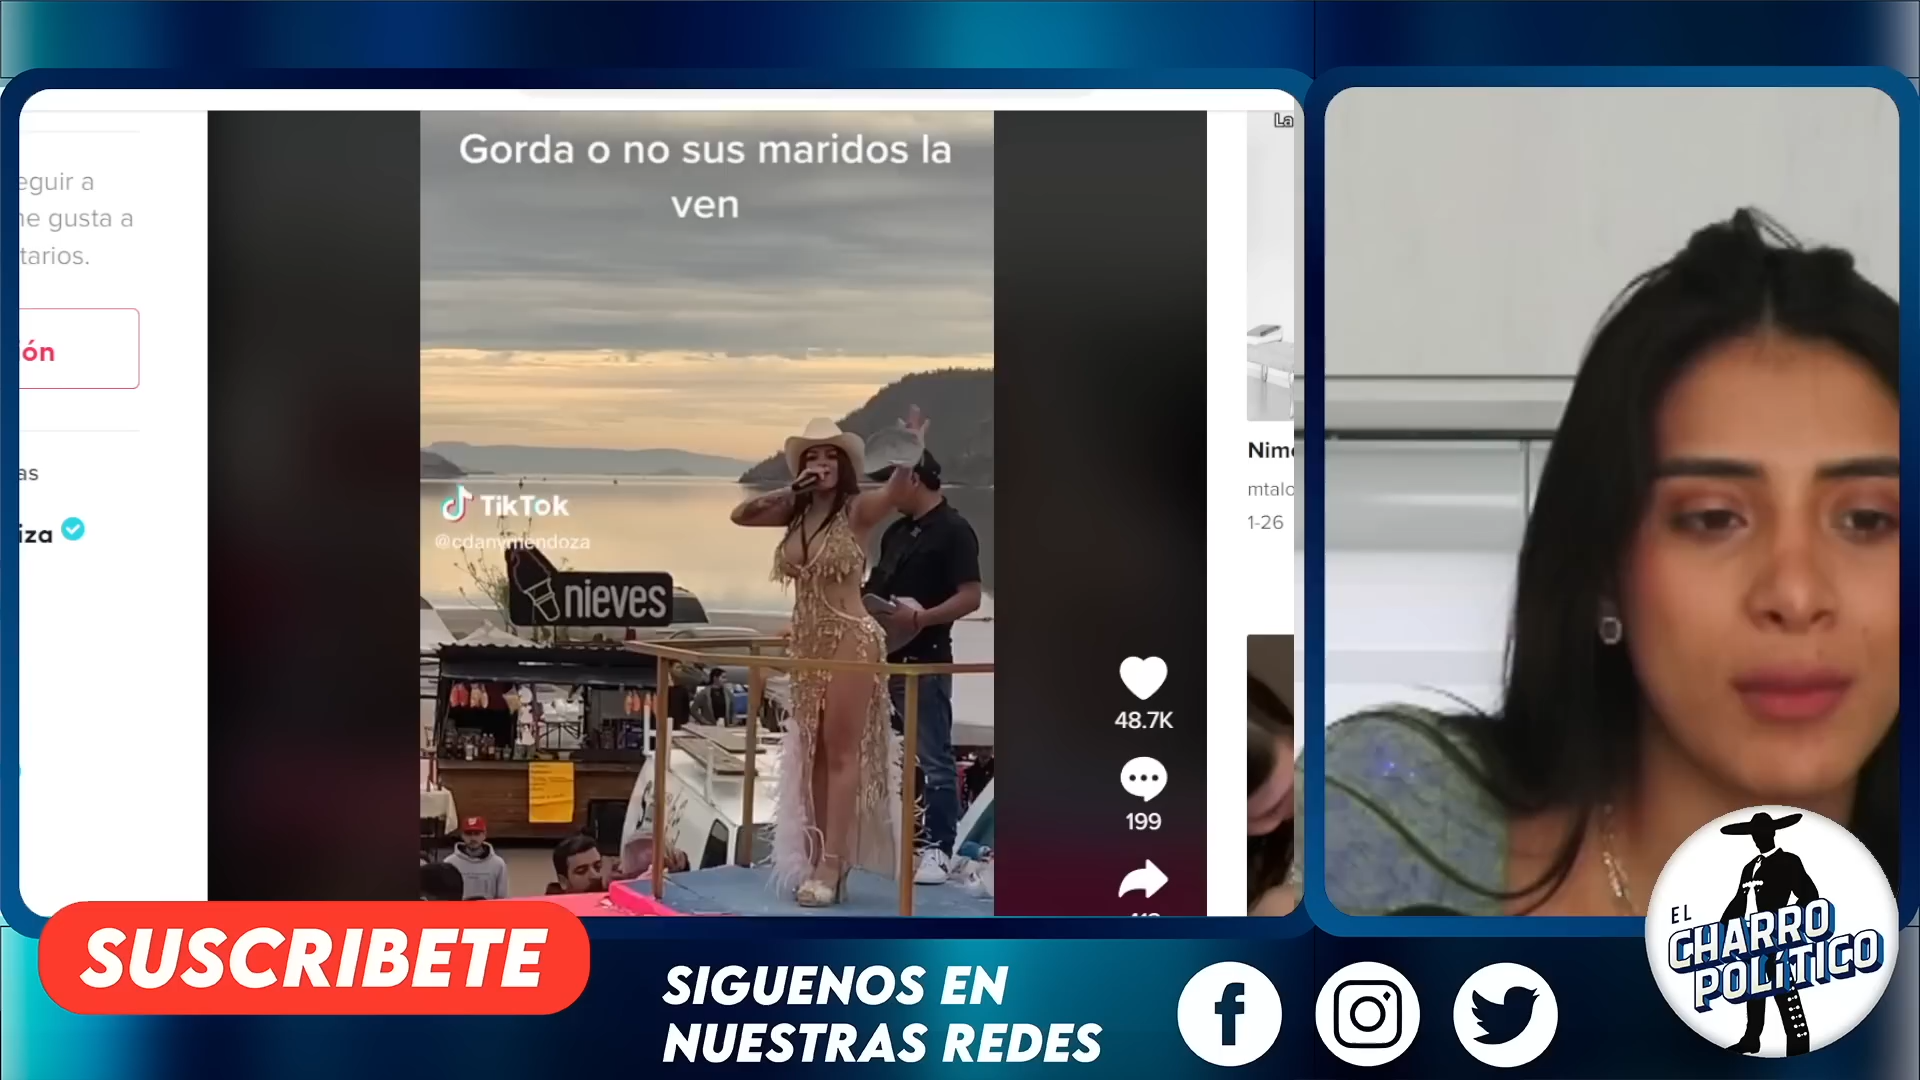 Gorda o no sus maridos la
ven
eguir a
ne gusta a
tarios.
ón
as
iza
TikTok
@cdanymendoza
nieves
48.7K
199
La
Nim
mtalo
1-26
SUSCRIBETE
SIGUENOS EN
NUESTRAS REDES
EL
CHARRO
POLÍTICO